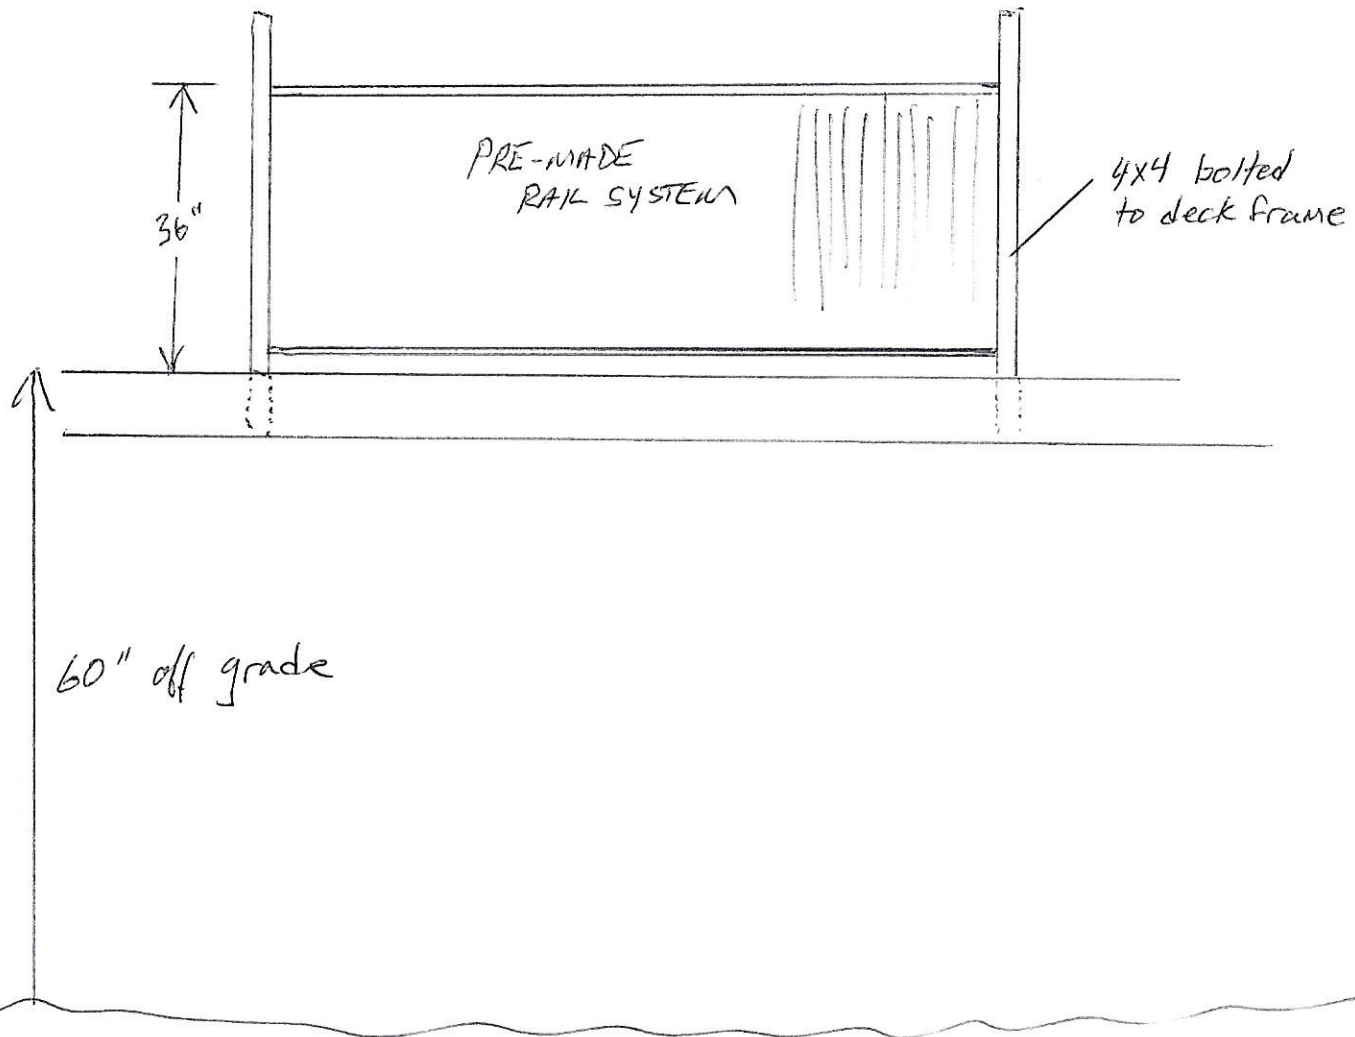 PRE-MADE
RAIL SYSTEM
36"
4x4 bolted
to deck frame
60" off grade